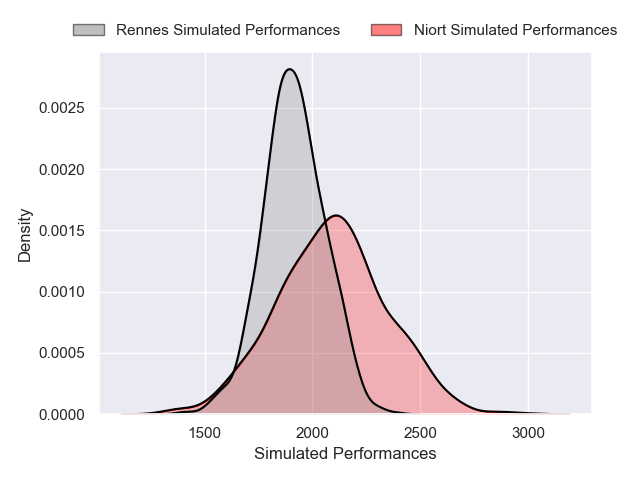 Rennes Simulated Performances Niort Simulated Performances
0.0025
0.0020
0.0015
0.0010
0.0005
0.0000
Density
1500 2000 2500 3000
Simulated Performances